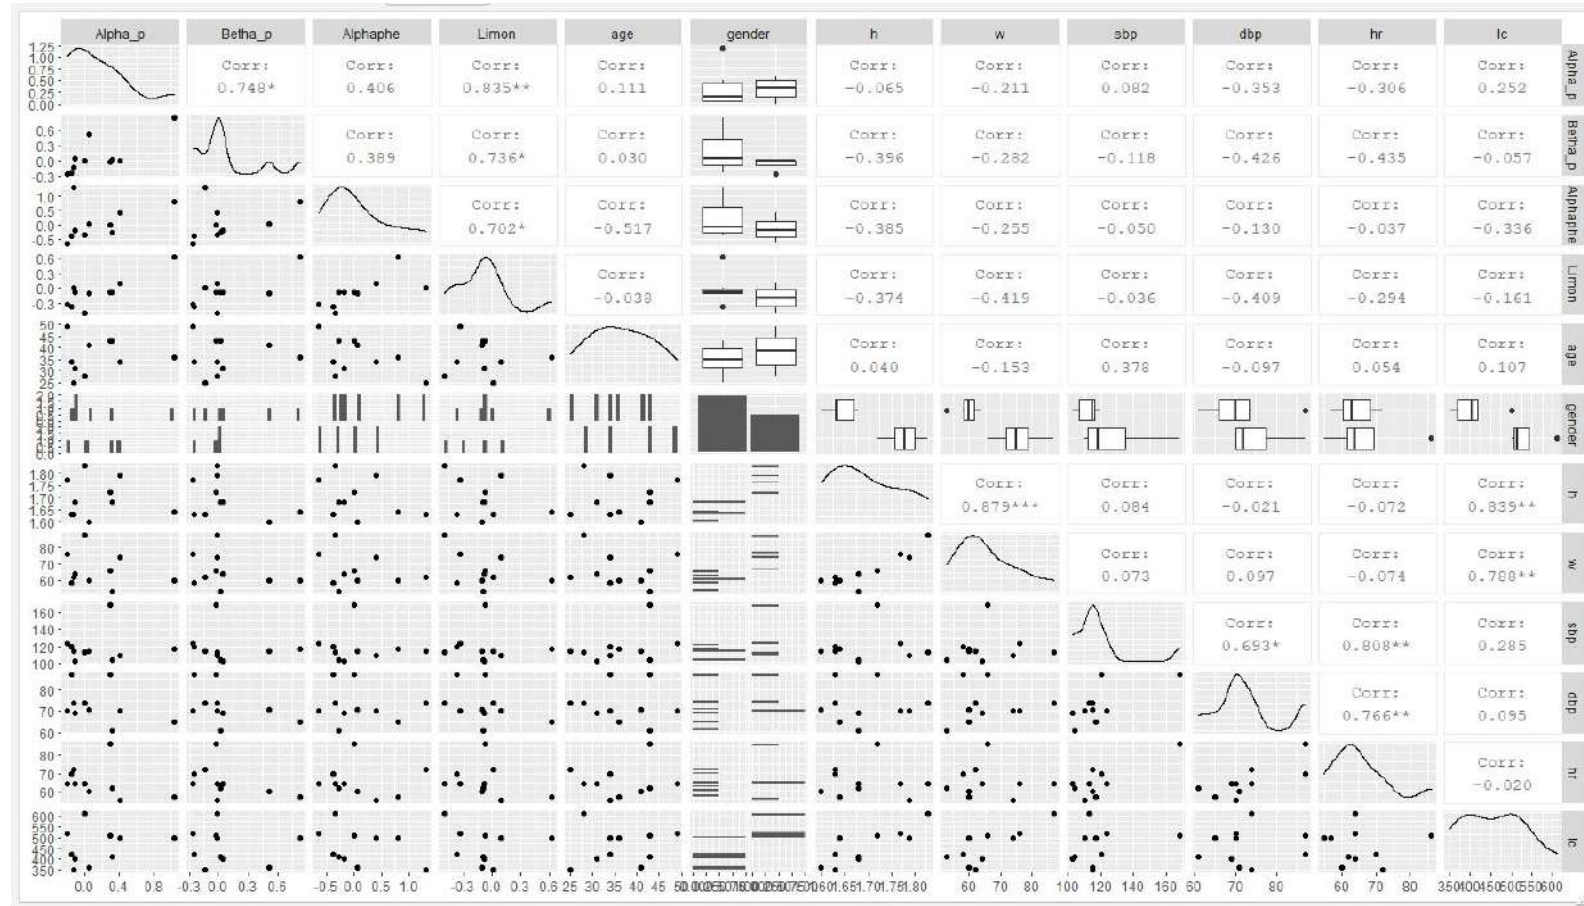 Alpha_p Betha_p Alphaphe Limon age gender h w sbp dbp hr lc
Corr: Corr: Corr: Corr: Corr: Corr: Corr: Corr: Corr: Corr:
0.748* 0.406 0.835** 0.111 -0.065 -0.211 0.082 -0.353 -0.306 0.252
Alpha_p
1.25
1.00
0.75
0.50
0.25
0.00
Corr: Corr: Corr: Corr: Corr: Corr: Corr: Corr: Corr:
0.389 0.736* 0.030 -0.396 -0.282 -0.118 -0.426 -0.435 -0.057
Betha_p
0.6
0.3
0.0
-0.3
Corr: Corr: Corr: Corr: Corr: Corr: Corr: Corr:
0.702* -0.517 -0.385 -0.255 -0.050 -0.130 -0.037 -0.336
Alphaphe
1.0
0.5
0.0
-0.5
Corr: Corr: Corr: Corr: Corr: Corr: Corr:
-0.038 -0.374 -0.419 -0.036 -0.409 -0.294 -0.161
Limon
0.6
0.3
0.0
-0.3
Corr: Corr: Corr: Corr: Corr: Corr:
0.040 -0.153 0.378 -0.097 0.054 0.107
age
50
45
40
35
30
25
gender
Corr: Corr: Corr: Corr: Corr:
0.879*** 0.084 -0.021 -0.072 0.839**
h
1.80
1.75
1.70
1.65
1.60
Corr: Corr: Corr: Corr:
0.073 0.097 -0.074 0.788**
w
80
70
60
Corr: Corr: Corr:
0.693* 0.808** 0.285
sbp
160
140
120
100
Corr: Corr:
0.766** 0.095
dbp
80
70
60
Corr:
-0.020
hr
80
70
60
lc
600
550
500
450
400
350
0.0 0.4 0.8 -0.3 0.0 0.3 0.6 -0.5 0.0 0.5 1.0 -0.3 0.0 0.3 0.6 25 30 35 40 45 50 1.60 1.65 1.70 1.75 1.80 60 70 80 100 120 140 160 60 70 80 60 70 80 350 400 450 500 550 600